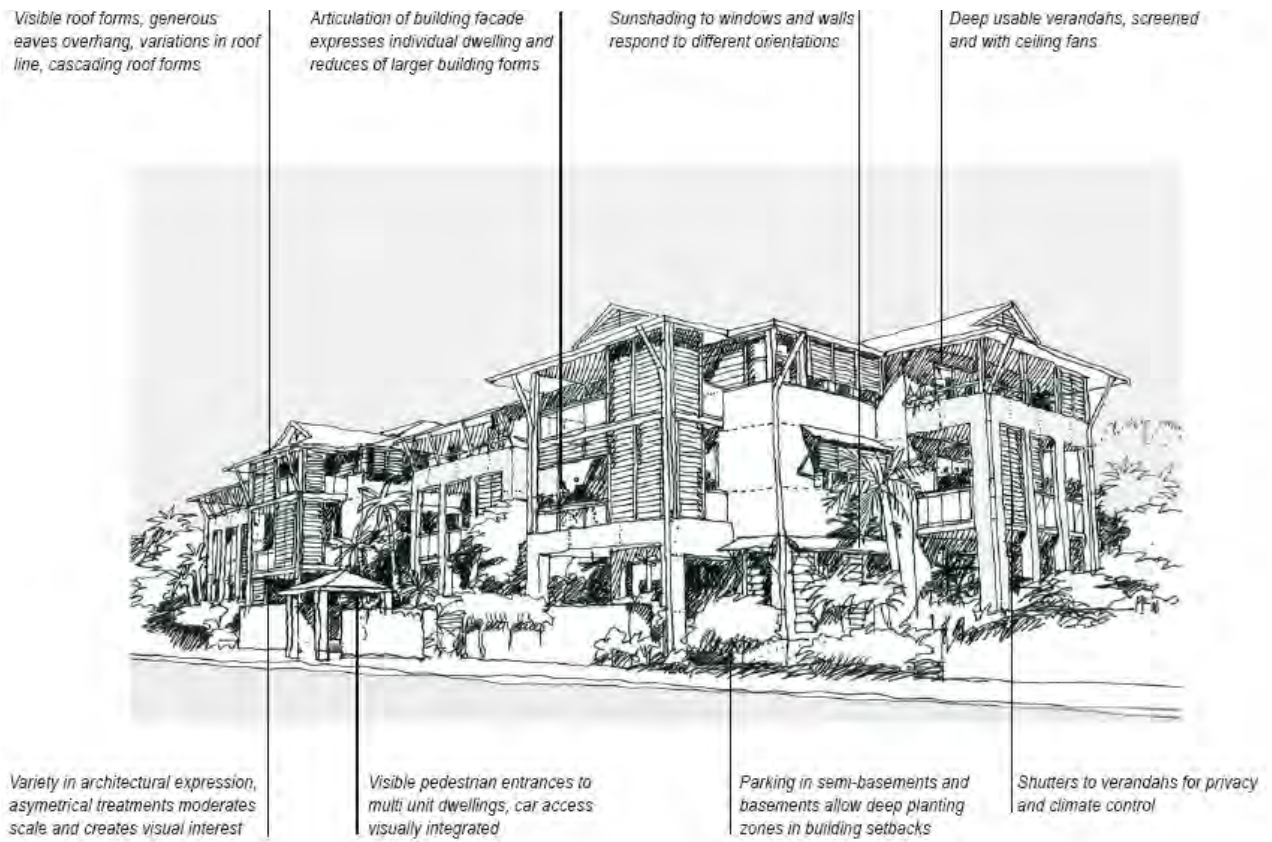 Visible roof forms, generous
eaves overhang, variations in roof
line, cascading roof forms
Articulation of building facade
expresses individual dwelling and
reduces of larger building forms
Sunshading to windows and walls
respond to different orientations
Deep usable verandahs, screened
and with ceiling fans
Variety in architectural expression,
asymetrical treatments moderates
scale and creates visual interest
Visible pedestrian entrances to
multi unit dwellings, car access
visually integrated
Parking in semi-basements and
basements allow deep planting
zones in building setbacks
Shutters to verandahs for privacy
and climate control